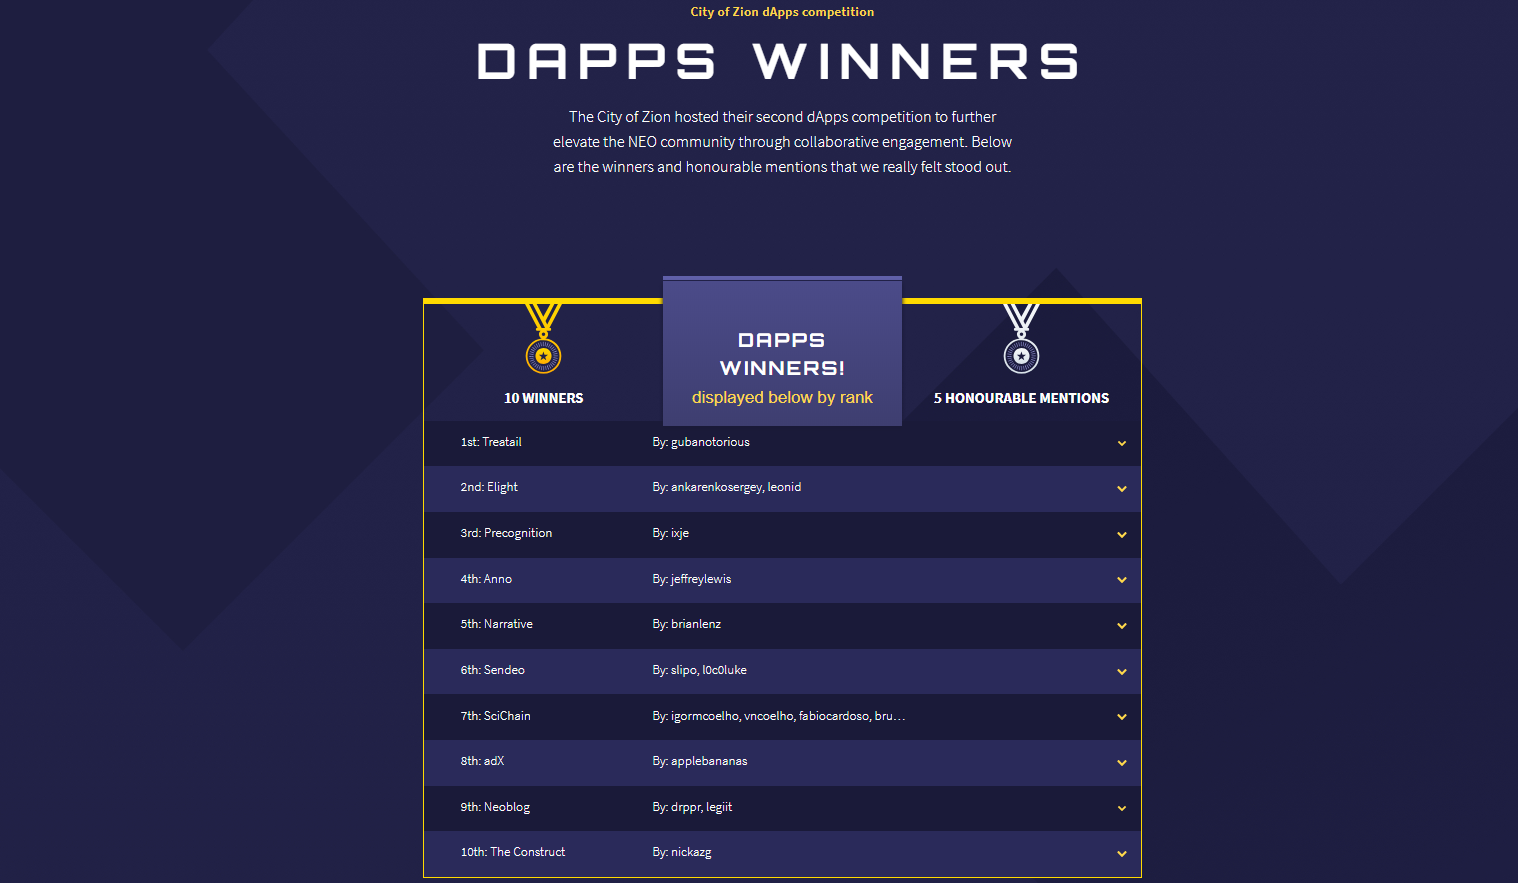 City of Zion dApps competition
DAPPS WINNERS
The City of Zion hosted their second dApps competition to further
elevate the NEO community through collaborative engagement. Below
are the winners and honourable mentions that we really felt stood out.
10 WINNERS
DAPPS
WINNERS!
displayed below by rank
5 HONOURABLE MENTIONS
1st: Treatail By: gubanotorious
2nd: Elight By: ankarenkosergey, leonid
3rd: Precognition By: ixje
4th: Anno By: jeffreylewis
5th: Narrative By: brianlenz
6th: Sendeo By: slipo, l0c0luke
7th: SciChain By: igormcoelho, vncoelho, fabiocardoso, bru…
8th: adX By: applebananas
9th: Neoblog By: drppr, legiit
10th: The Construct By: nickazg